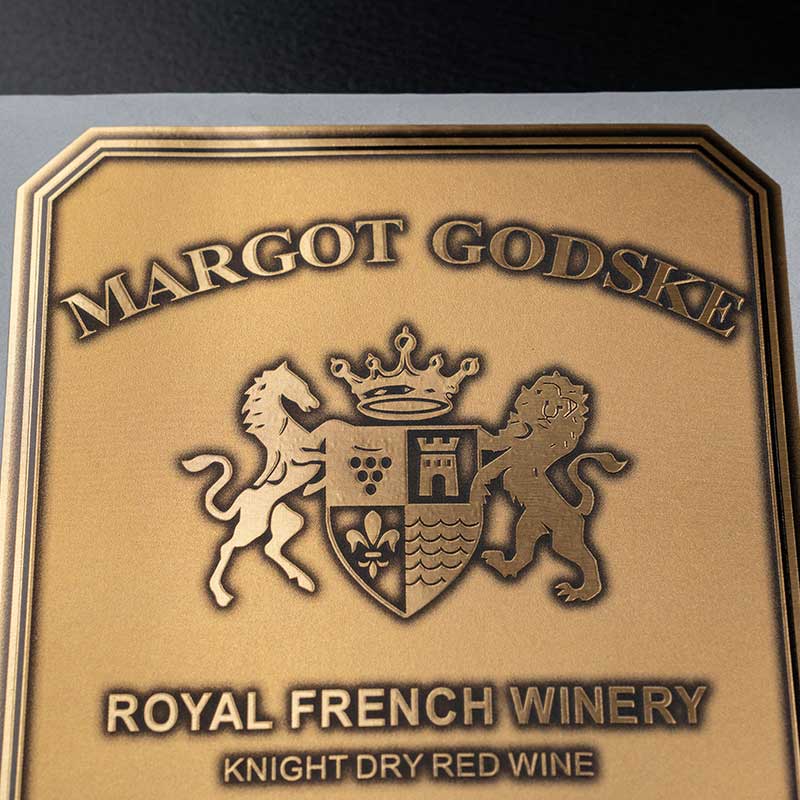 MARGOT GODSKE
ROYAL FRENCH WINERY
KNIGHT DRY RED WINE